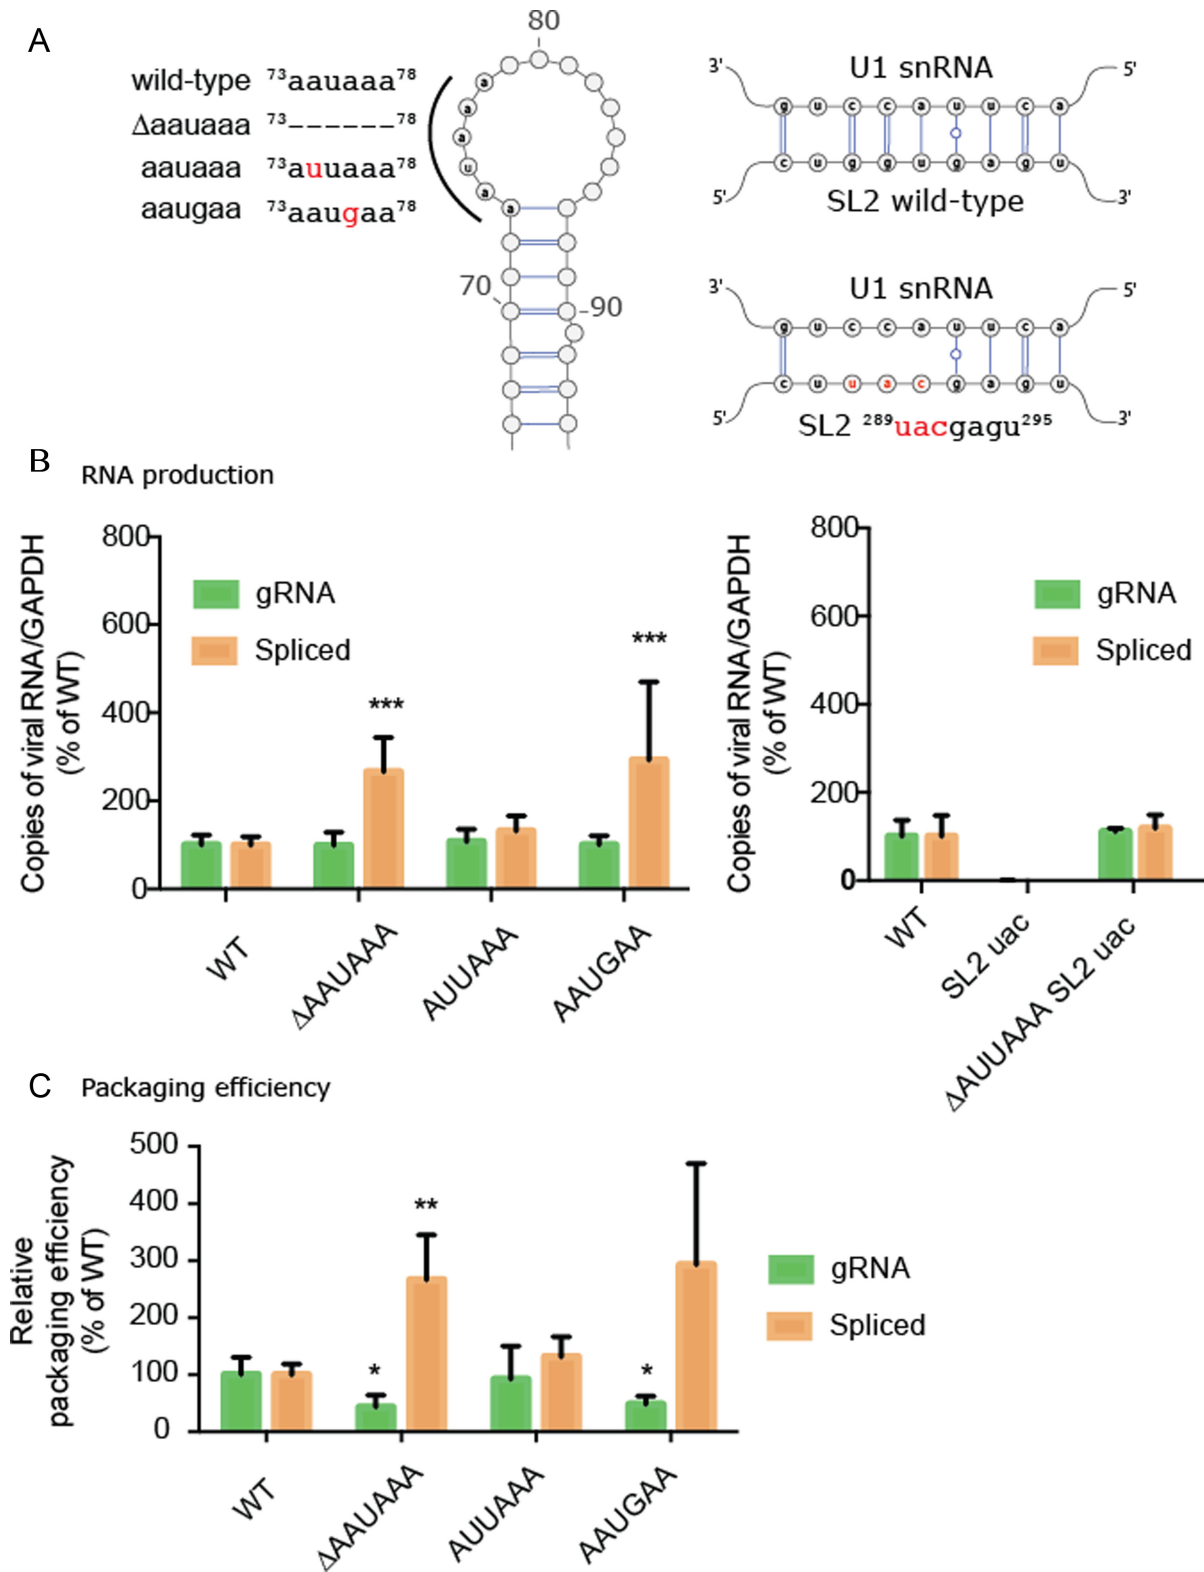 A
80
wild-type ⁷³aauaaa⁷⁸
Δaauaaa ⁷³------⁷⁸
aauaaa ⁷³auuaaa⁷⁸
aaugaa ⁷³aaugaa⁷⁸
a
a
a
u
a
a
70
90
3'
U1 snRNA
5'
g u c c a u u c a
c u g g u g a g u
5'
SL2 wild-type
3'
3'
U1 snRNA
5'
g u c c a u u c a
c u u a c g a g u
5'
SL2 ²⁸⁹uacgagu²⁹⁵
3'
B RNA production
Copies of viral RNA/GAPDH
(% of WT)
800
600
400
200
0
gRNA
Spliced
***
***
WT
ΔAAUAAA
AUUAAA
AAUGAA
Copies of viral RNA/GAPDH
(% of WT)
800
600
400
200
0
gRNA
Spliced
WT
SL2 uac
ΔAUUAAA SL2 uac
C Packaging efficiency
Relative
packaging efficiency
(% of WT)
500
400
300
200
100
0
*
**
*
gRNA
Spliced
WT
ΔAAUAAA
AUUAAA
AAUGAA